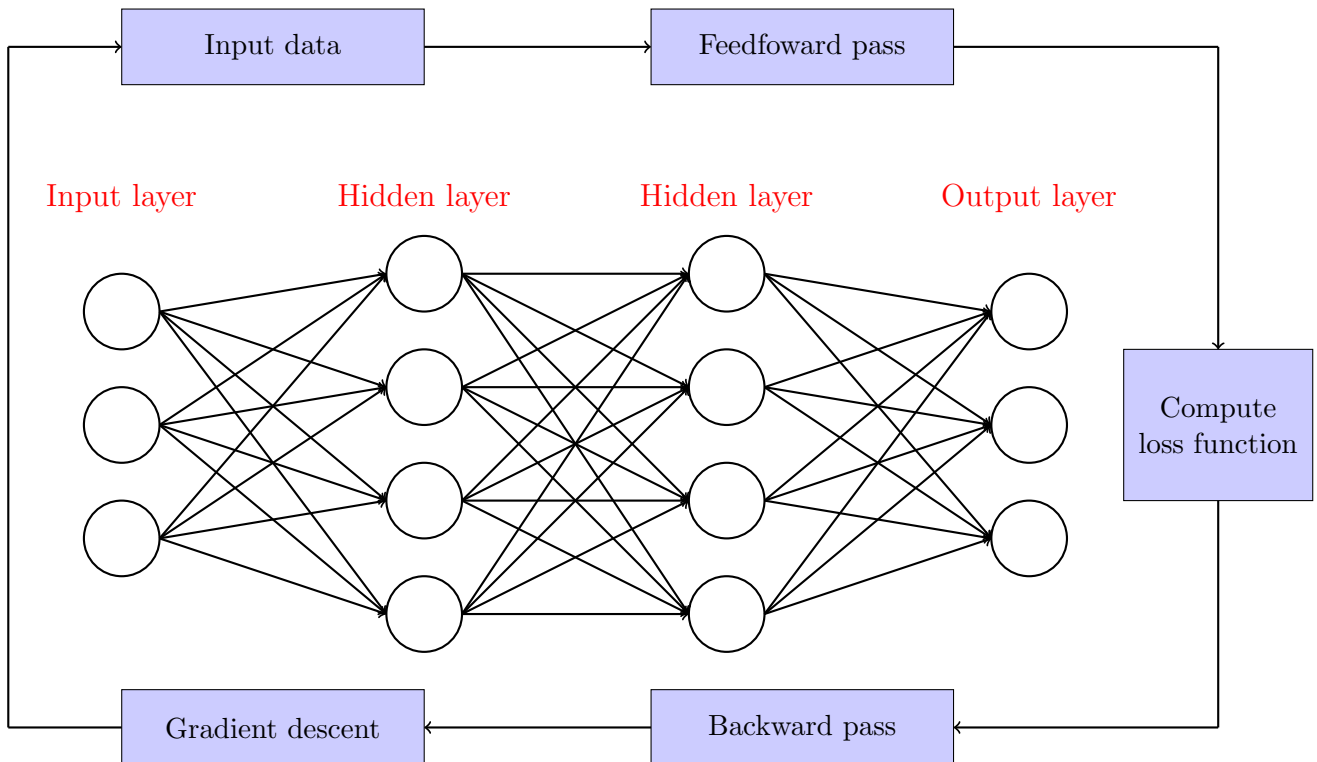 Input data
Feedfoward pass
Input layer
Hidden layer
Hidden layer
Output layer
Compute
loss function
Gradient descent
Backward pass